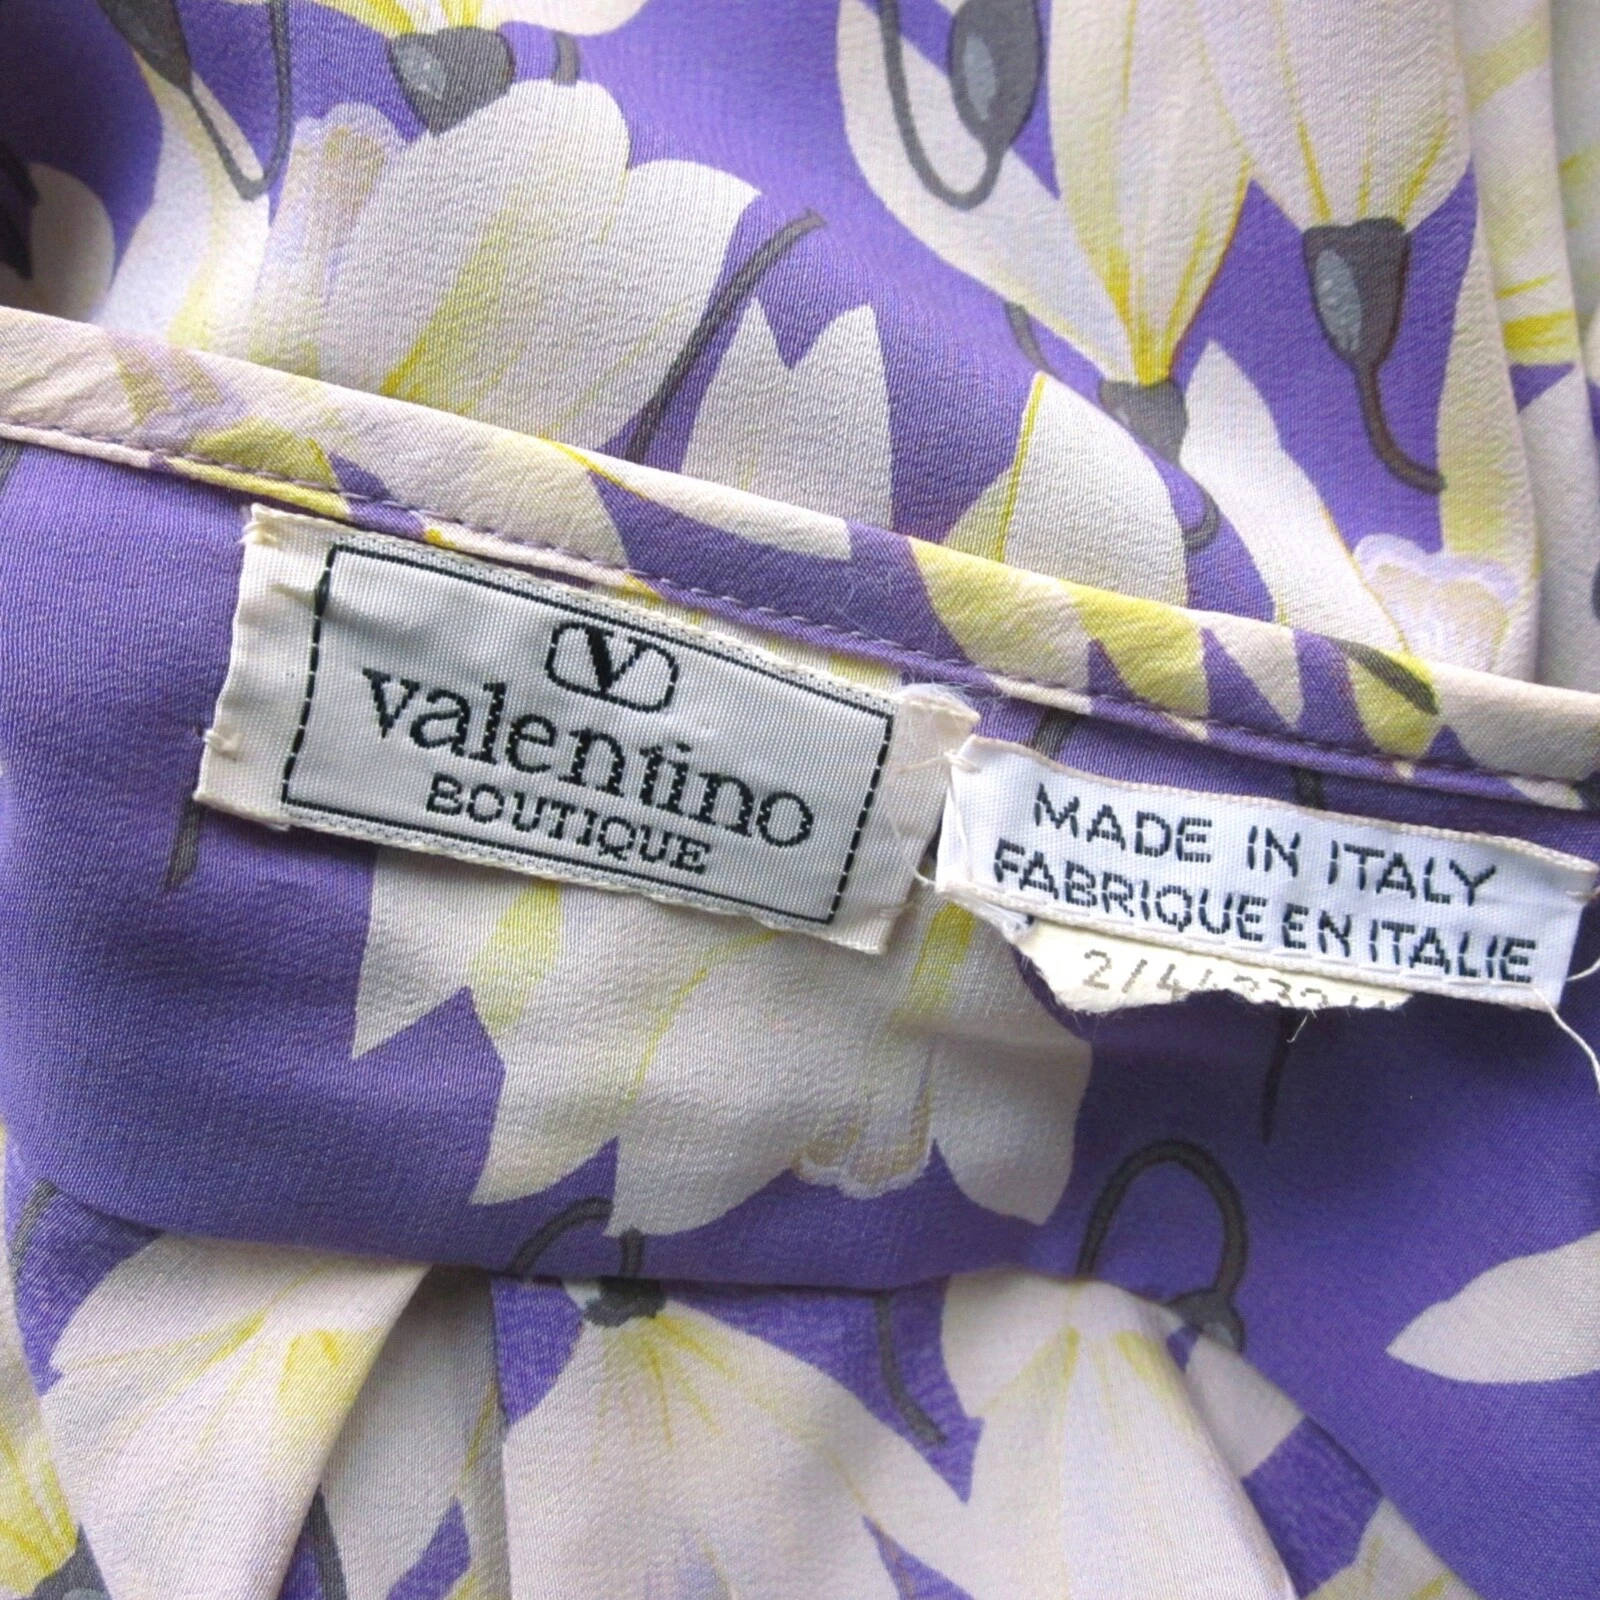 V
valentino
BOUTIQUE
MADE IN ITALY
FABRIQUE EN ITALIE